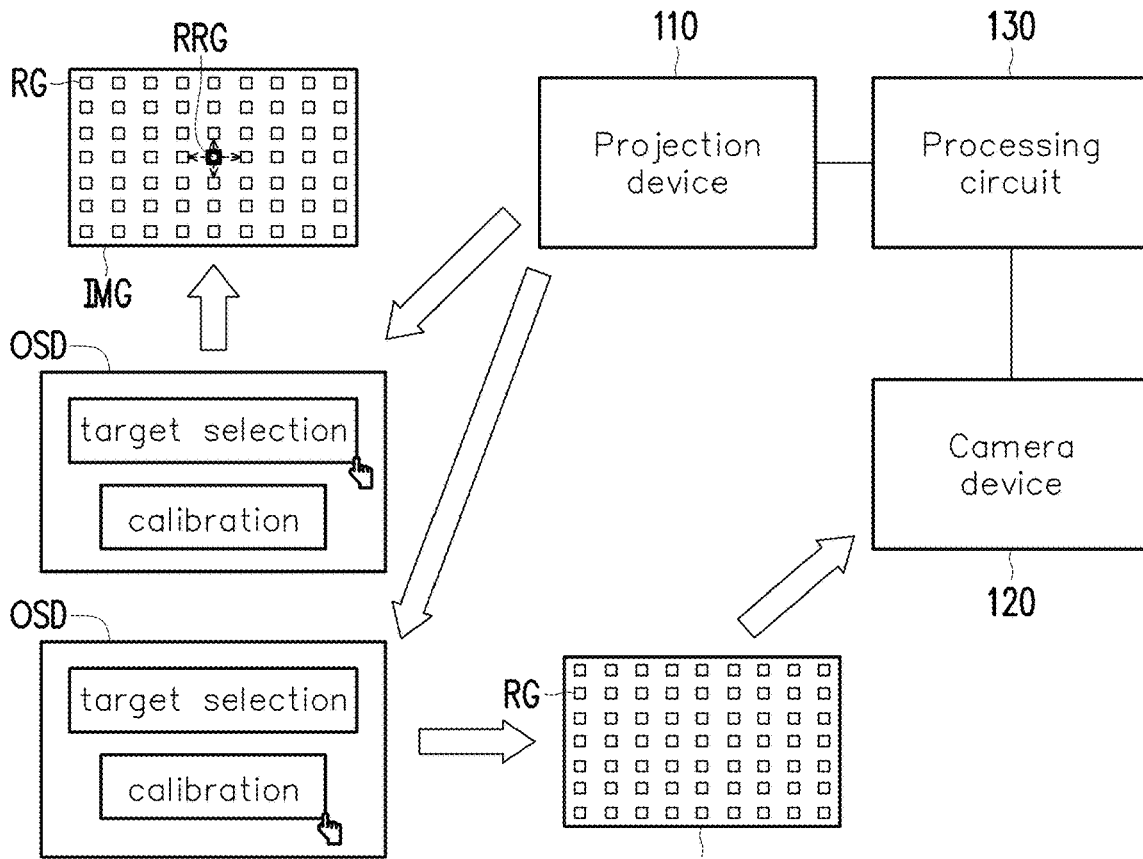 RRG
RG
IMG
110
130
Projection
device
Processing
circuit
OSD
target selection
calibration
Camera
device
120
OSD
target selection
calibration
RG